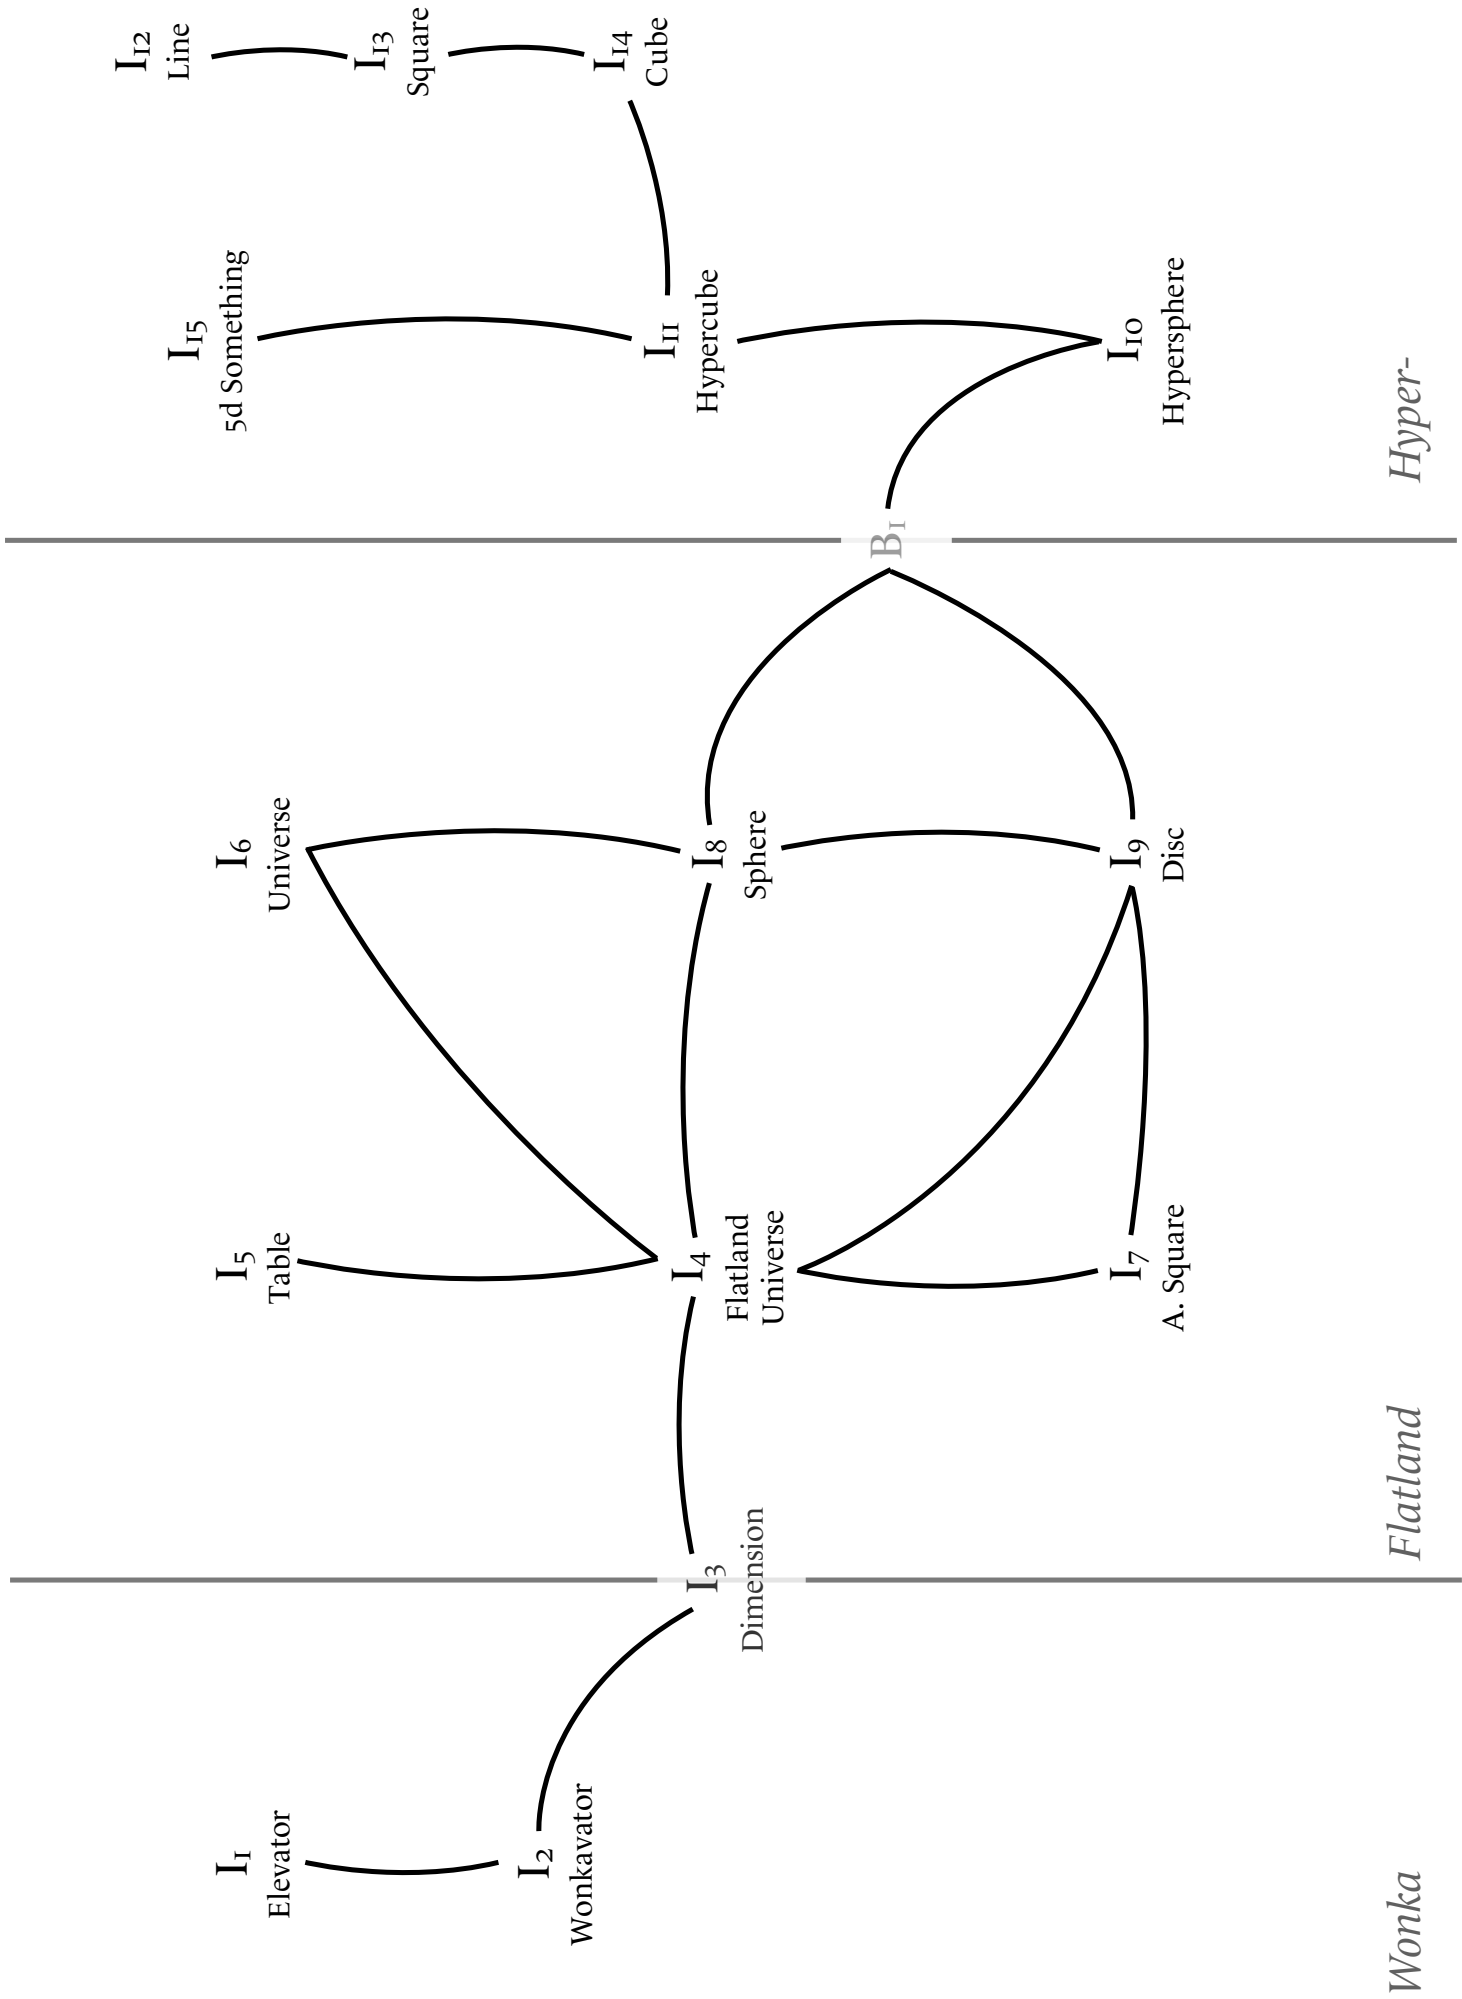 I1
Elevator
I2
Wonkavator
I3
Dimension
I5
Table
I4
Flatland
Universe
I7
A. Square
I6
Universe
I8
Sphere
I9
Disc
B1
I15
5d Something
I11
Hypercube
I10
Hypersphere
I12
Line
I13
Square
I14
Cube
Wonka
Flatland
Hyper-